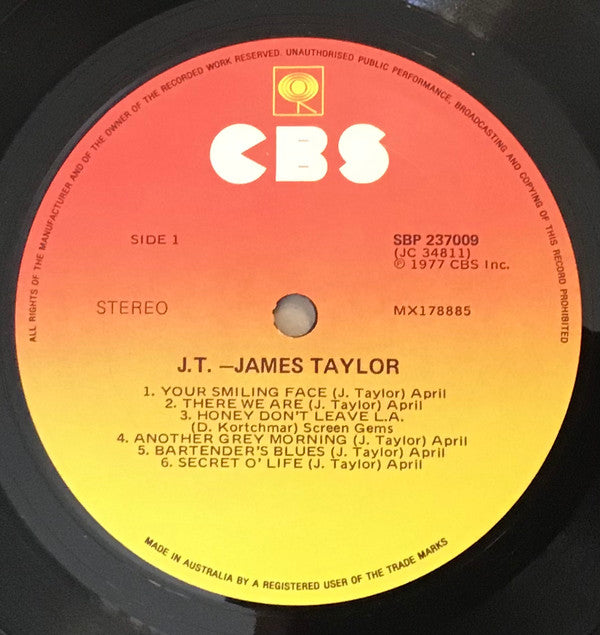 ALL RIGHTS OF THE MANUFACTURER AND OF THE OWNER OF THE RECORDED WORK RESERVED. UNAUTHORISED PUBLIC PERFORMANCE, BROADCASTING AND COPYING OF THIS RECORD PROHIBITED
CBS
SIDE 1
SBP 237009
(JC 34811)
℗ 1977 CBS Inc.
STEREO
MX178885
J.T. —JAMES TAYLOR
1. YOUR SMILING FACE (J. Taylor) April
2. THERE WE ARE (J. Taylor) April
3. HONEY DON'T LEAVE L.A.
(D. Kortchmar) Screen Gems
4. ANOTHER GREY MORNING (J. Taylor) April
5. BARTENDER'S BLUES (J. Taylor) April
6. SECRET O' LIFE (J. Taylor) April
MADE IN AUSTRALIA BY A REGISTERED USER OF THE TRADE MARKS